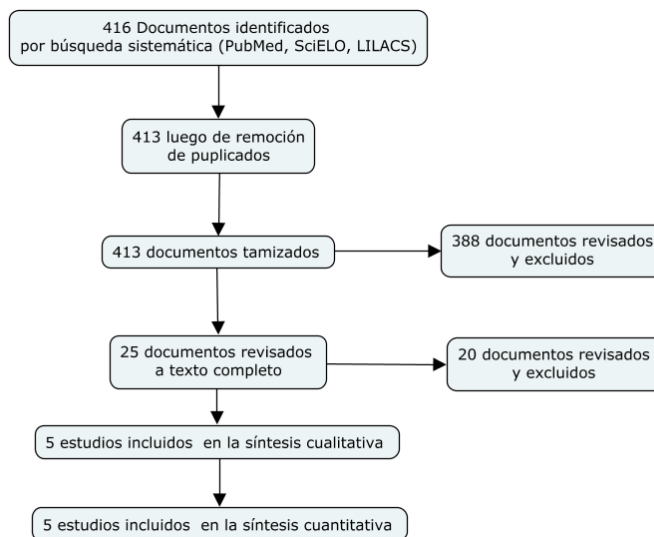 416 Documentos identificados
por búsqueda sistemática (PubMed, SciELO, LILACS)
413 luego de remoción
de puplicados
413 documentos tamizados
388 documentos revisados
y excluidos
25 documentos revisados
a texto completo
20 documentos revisados
y excluidos
5 estudios incluidos en la síntesis cualitativa
5 estudios incluidos en la síntesis cuantitativa